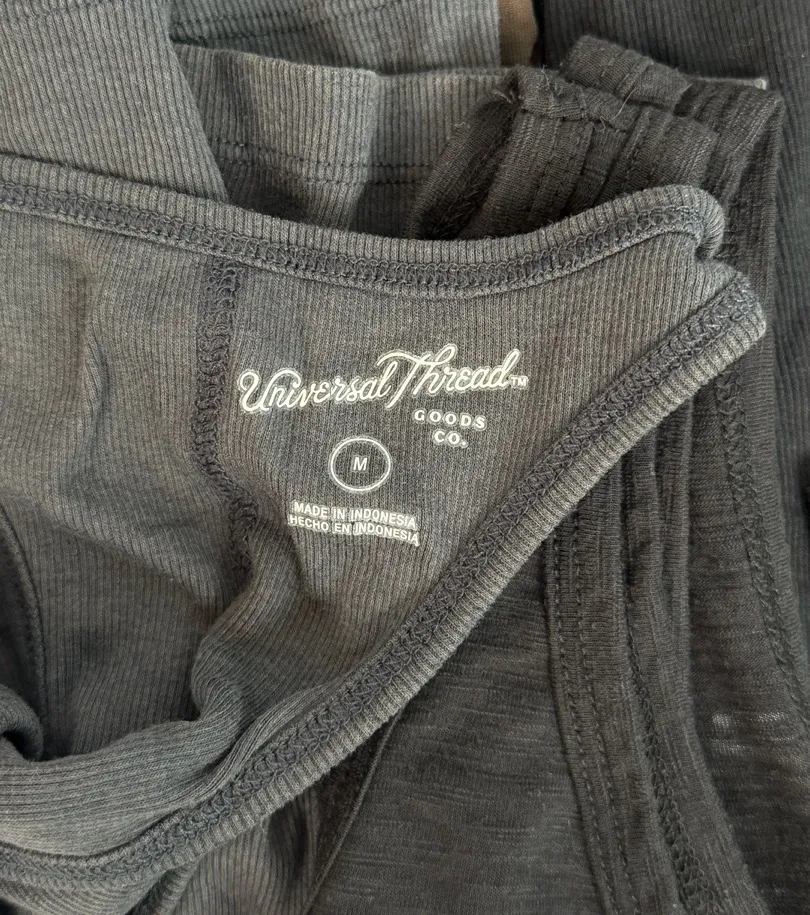 Universal Thread™
GOODS
CO.
M
MADE IN INDONESIA
HECHO EN INDONESIA